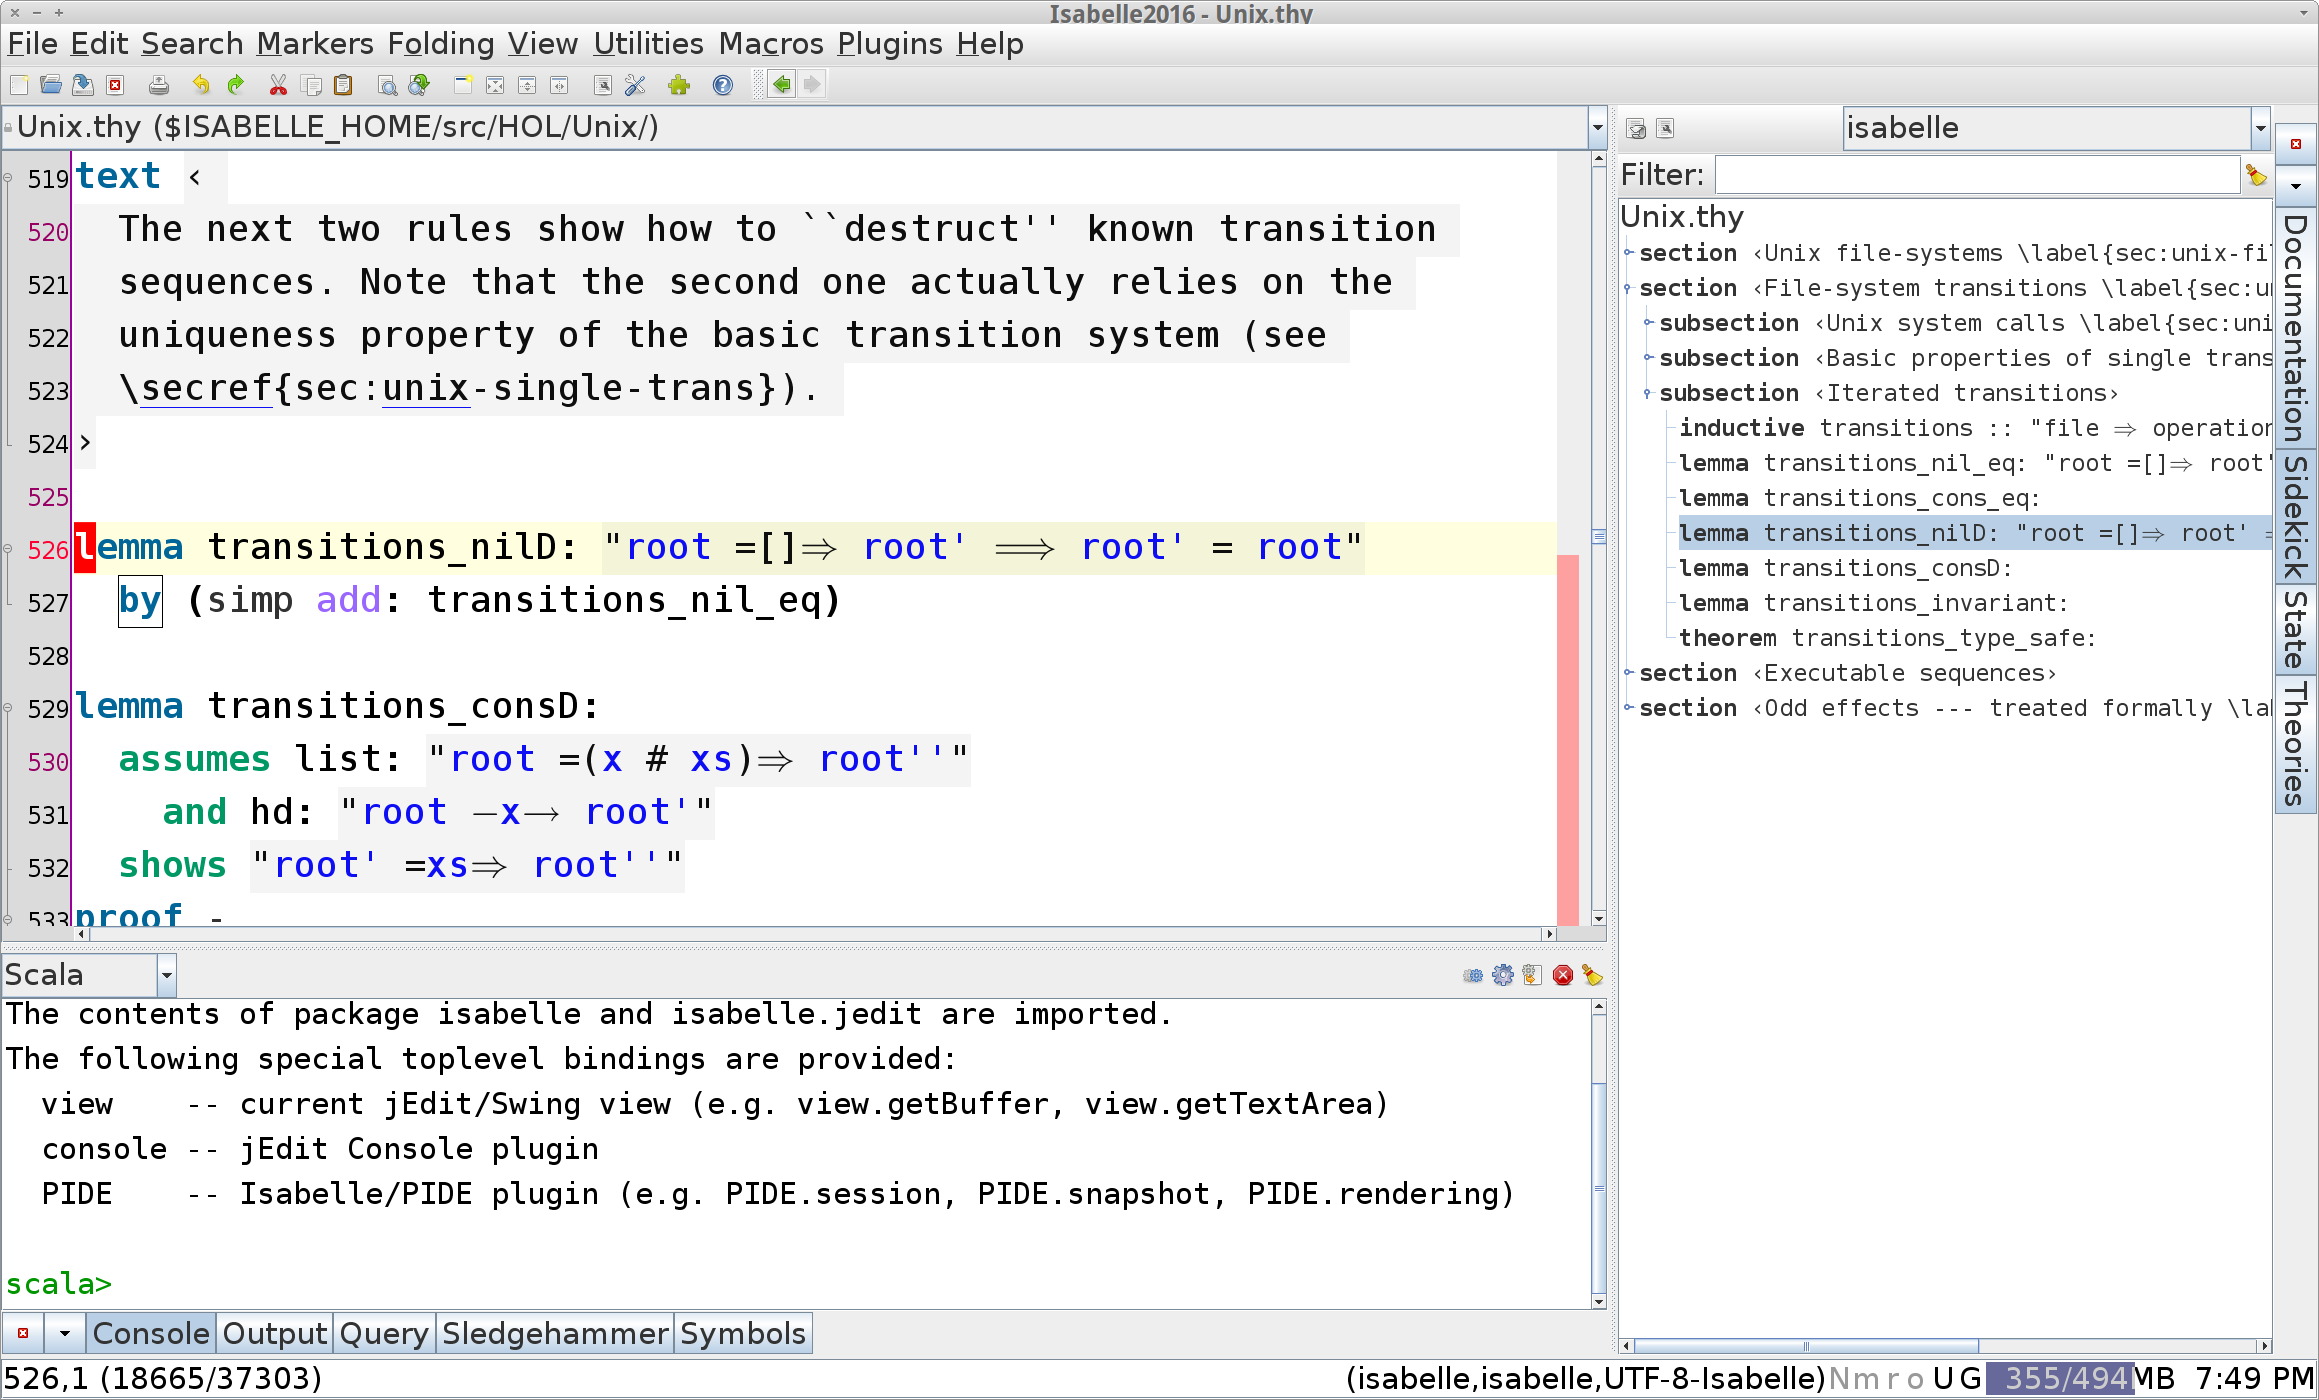 Isabelle2016 - Unix.thy
File Edit Search Markers Folding View Utilities Macros Plugins Help
Unix.thy ($ISABELLE_HOME/src/HOL/Unix/)
519 text ‹
520 The next two rules show how to ``destruct'' known transition
521 sequences. Note that the second one actually relies on the
522 uniqueness property of the basic transition system (see
523 \secref{sec:unix-single-trans}).
524 ›
525
526 lemma transitions_nilD: "root =[]⇒ root' ⟹ root' = root"
527 by (simp add: transitions_nil_eq)
528
529 lemma transitions_consD:
530 assumes list: "root =(x # xs)⇒ root''"
531 and hd: "root —x→ root'"
532 shows "root' =xs⇒ root''"
533 proof -
Scala
The contents of package isabelle and isabelle.jedit are imported.
The following special toplevel bindings are provided:
view -- current jEdit/Swing view (e.g. view.getBuffer, view.getTextArea)
console -- jEdit Console plugin
PIDE -- Isabelle/PIDE plugin (e.g. PIDE.session, PIDE.snapshot, PIDE.rendering)
scala>
Console Output Query Sledgehammer Symbols
isabelle
Filter:
Unix.thy
section ‹Unix file-systems \label{sec:unix-fi
section ‹File-system transitions \label{sec:u
subsection ‹Unix system calls \label{sec:uni
subsection ‹Basic properties of single trans
subsection ‹Iterated transitions›
inductive transitions :: "file ⇒ operation
lemma transitions_nil_eq: "root =[]⇒ root'
lemma transitions_cons_eq:
lemma transitions_nilD: "root =[]⇒ root' =
lemma transitions_consD:
lemma transitions_invariant:
theorem transitions_type_safe:
section ‹Executable sequences›
section ‹Odd effects --- treated formally \la
Documentation
Sidekick
State
Theories
526,1 (18665/37303)
(isabelle,isabelle,UTF-8-Isabelle)N m r o U G 355/494MB 7:49 PM